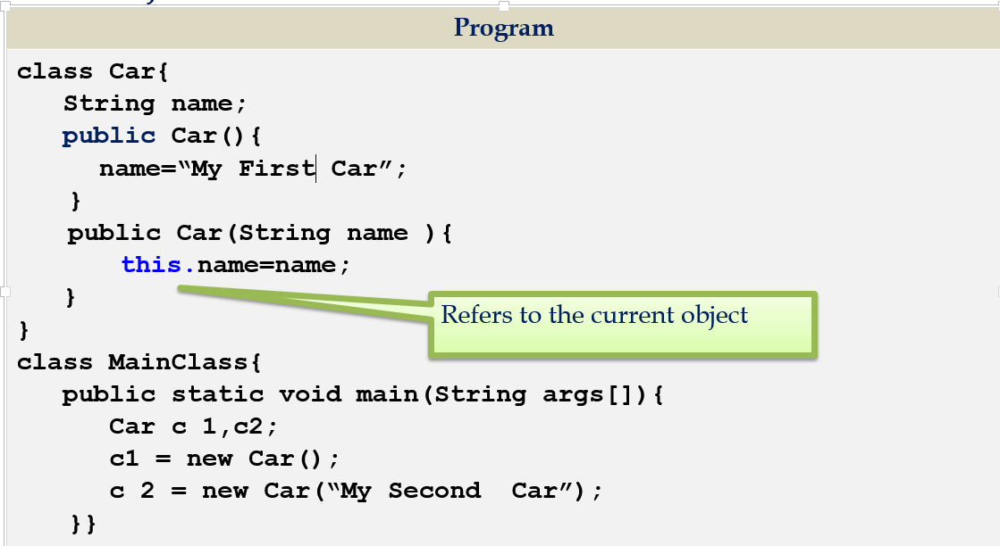 Program
class Car{
String name;
public Car(){
name=“My First Car”;
}
public Car(String name ){
this.name=name;
}
Refers to the current object
}
class MainClass{
public static void main(String args[]){
Car c 1,c2;
c1 = new Car();
c 2 = new Car(“My Second  Car”);
}}